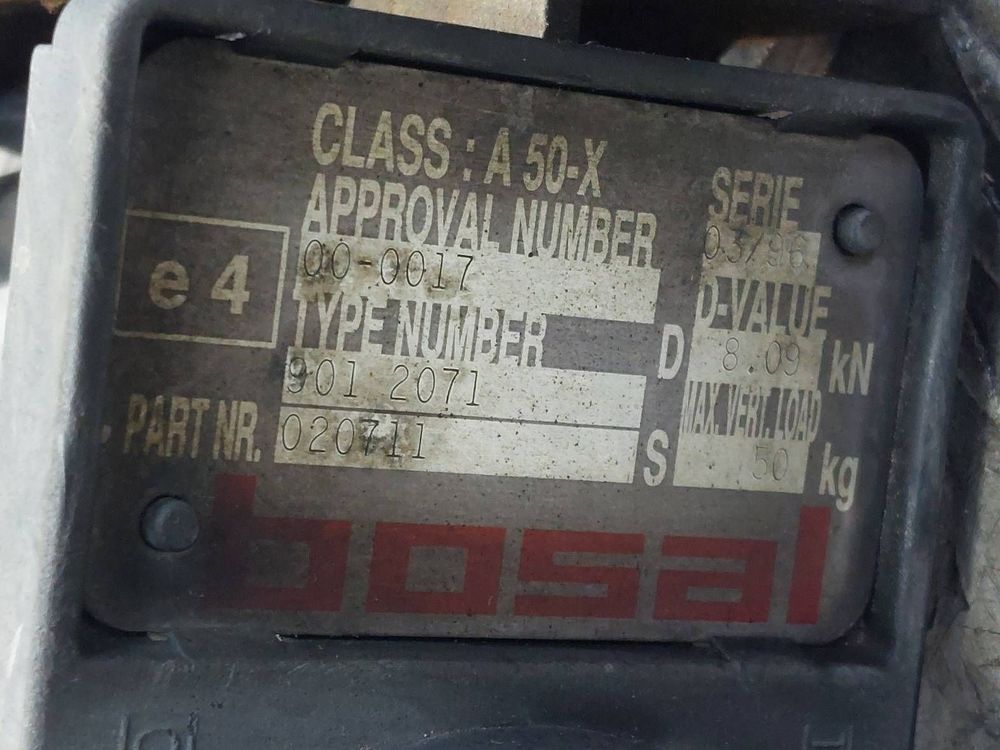 CLASS : A 50-X
APPROVAL NUMBER
00-0017
SERIE
03/96
e 4
TYPE NUMBER
901 2071
D-VALUE
D 8.09 kN
PART NR. 020711
MAX. VERT. LOAD
S 50 kg
bosal